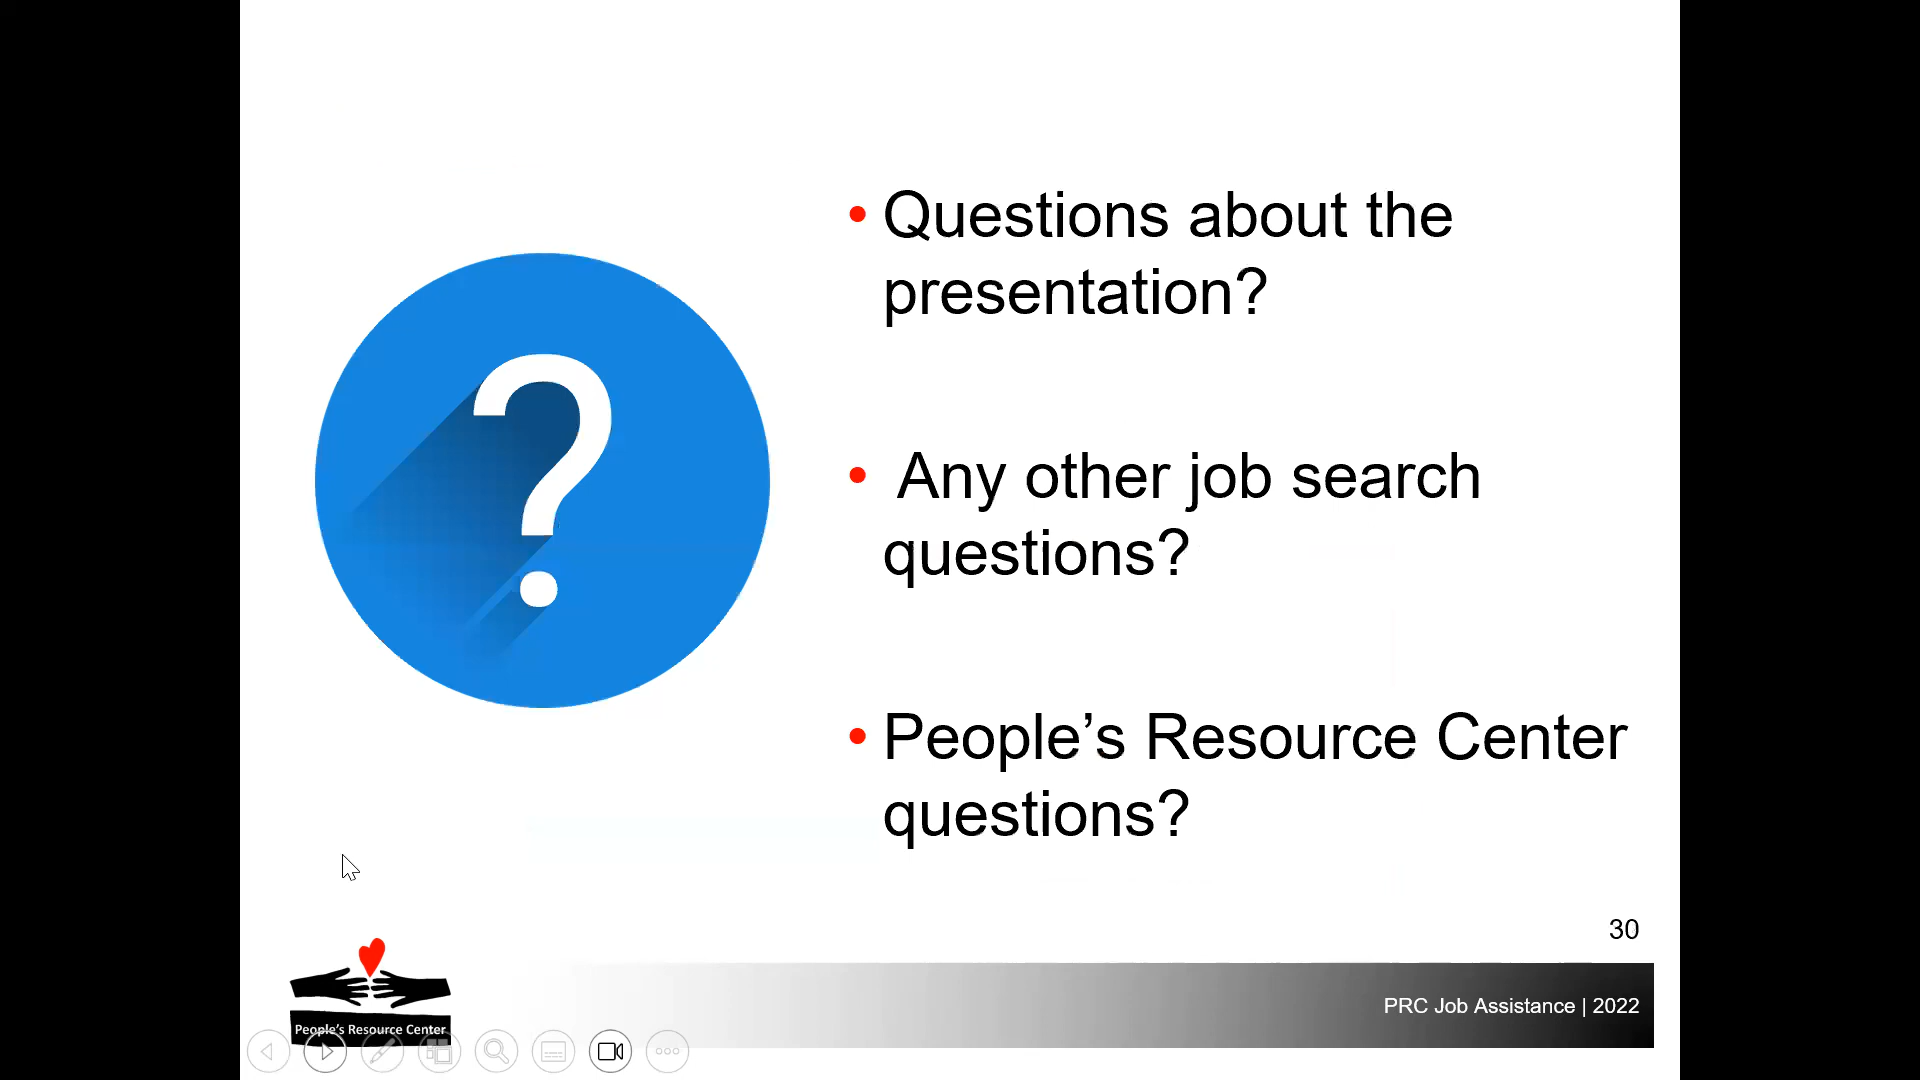 • Questions about the
presentation?
• Any other job search
questions?
• People’s Resource Center
questions?
30
People’s Resource Center
PRC Job Assistance | 2022